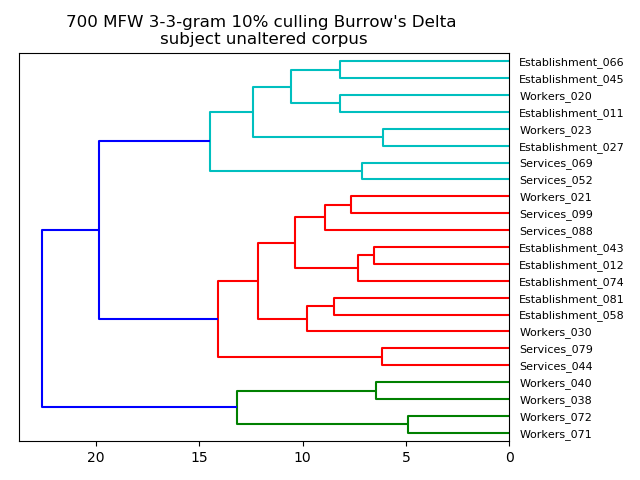 700 MFW 3-3-gram 10% culling Burrow's Delta
subject unaltered corpus
Establishment_066
Establishment_045
Workers_020
Establishment_011
Workers_023
Establishment_027
Services_069
Services_052
Workers_021
Services_099
Services_088
Establishment_043
Establishment_012
Establishment_074
Establishment_081
Establishment_058
Workers_030
Services_079
Services_044
Workers_040
Workers_038
Workers_072
Workers_071
20 15 10 5 0